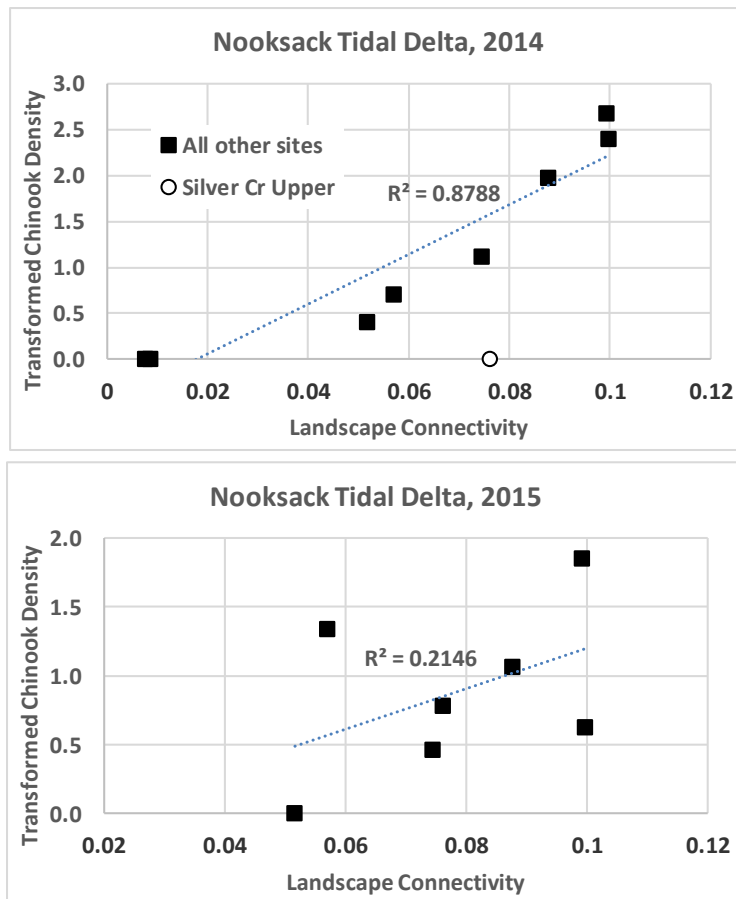 Nooksack Tidal Delta, 2014
Transformed Chinook Density
3.0
2.5
2.0
1.5
1.0
0.5
0.0
All other sites
Silver Cr Upper
R² = 0.8788
0 0.02 0.04 0.06 0.08 0.1 0.12
Landscape Connectivity
Nooksack Tidal Delta, 2015
Transformed Chinook Density
2.0
1.5
1.0
0.5
0.0
R² = 0.2146
0.02 0.04 0.06 0.08 0.1 0.12
Landscape Connectivity